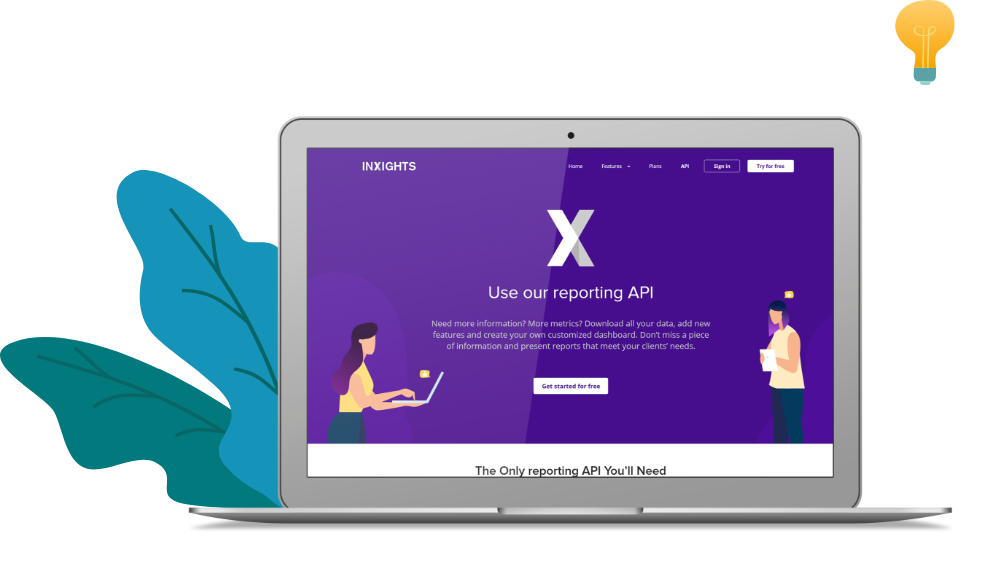 INXIGHTS
Home Features Plans API Sign in Try for free
X
Use our reporting API
Need more information? More metrics? Download all your data, add new
features and create your own customized dashboard. Don't miss a piece
of information and present reports that meet your clients' needs.
Get started for free
The Only reporting API You'll Need